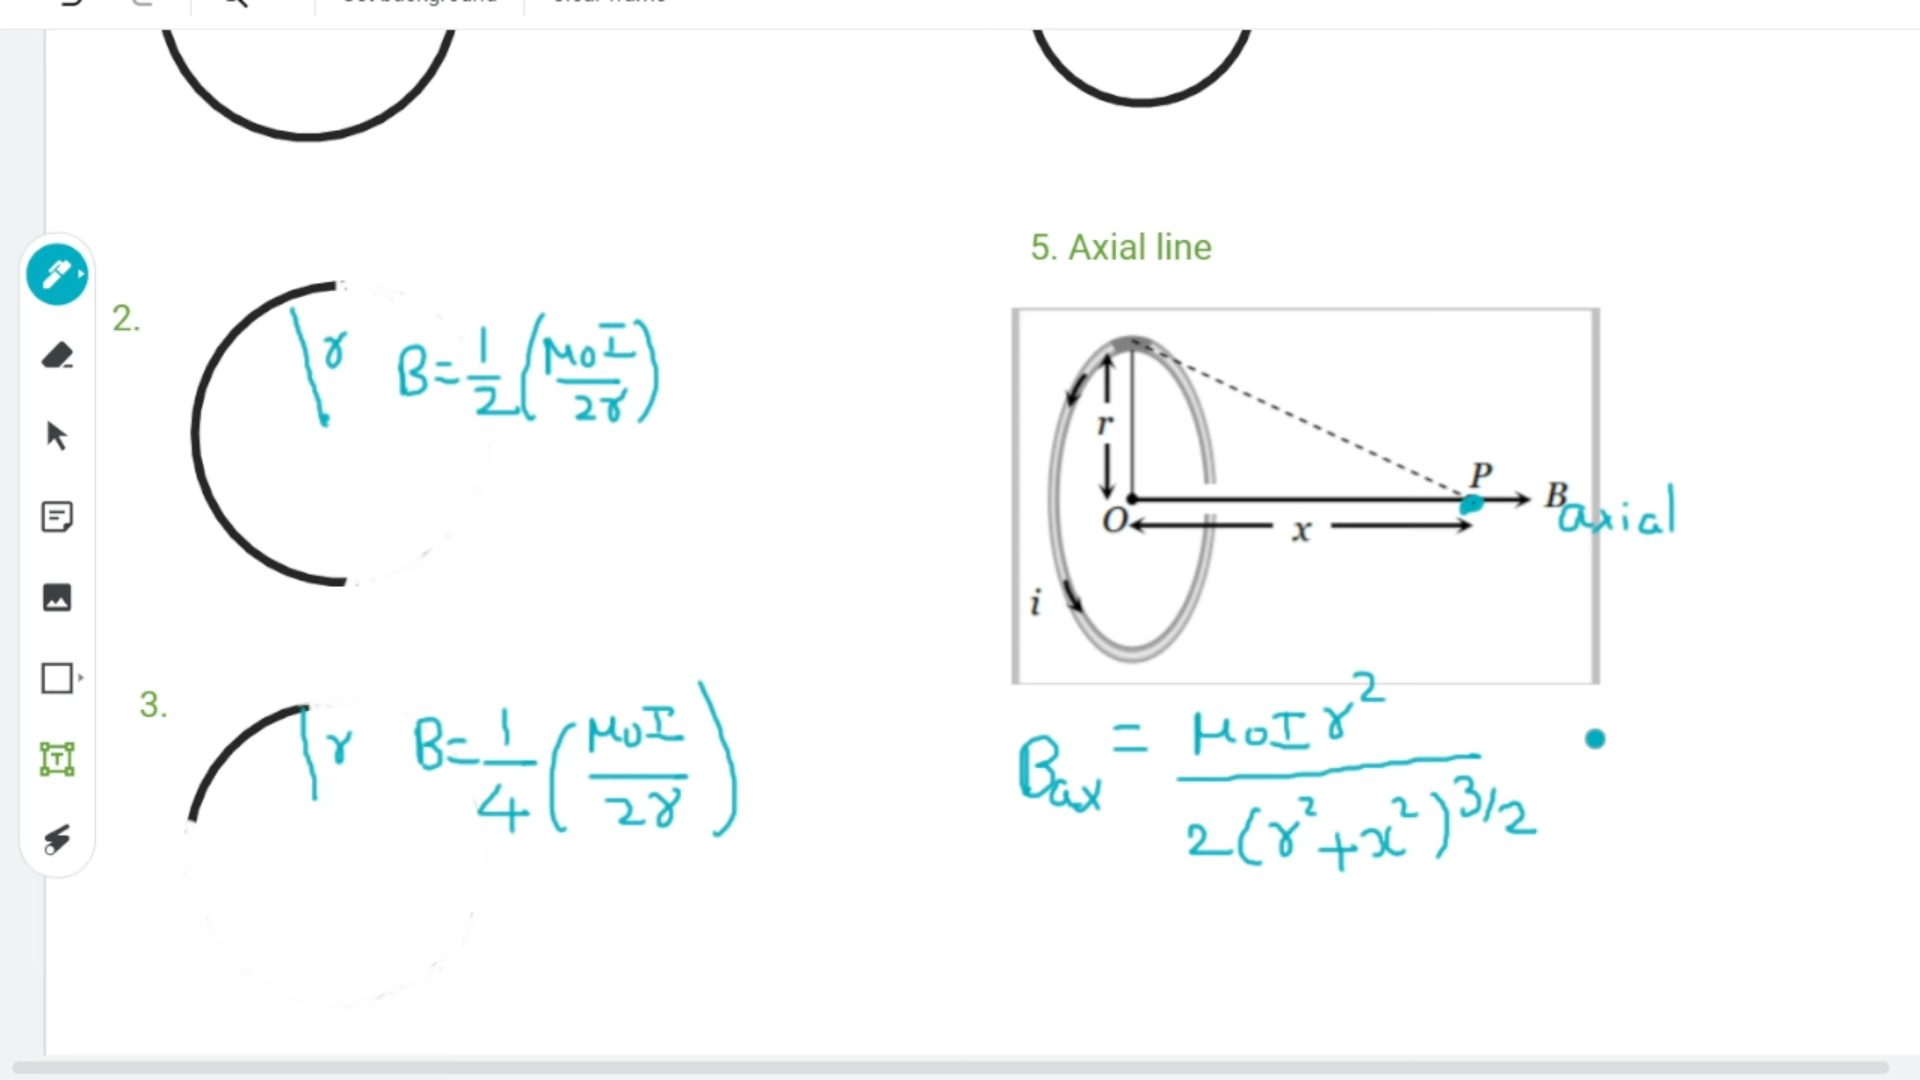 2.
r
B=1/2(μ0I/2r)
3.
r
B=1/4(μ0I/2r)
5. Axial line
r
P
B axial
O
x
i
Bax = μ0Ir²/2(r²+x²)^3/2